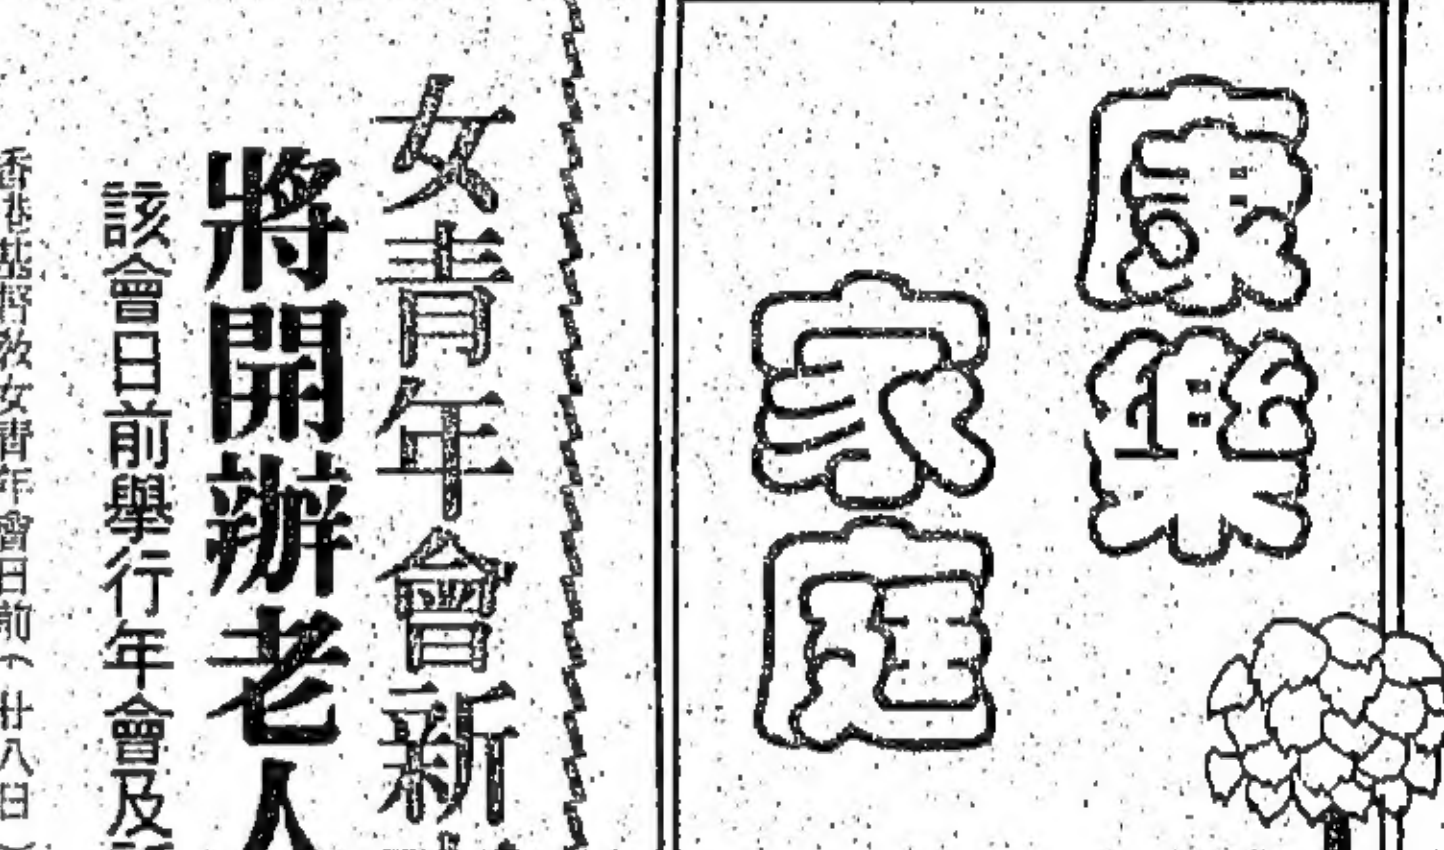 康樂
家庭
女青年會新
將開辦老人
該會日前舉行年會及
香港基督教女青年會日前(廿八日)